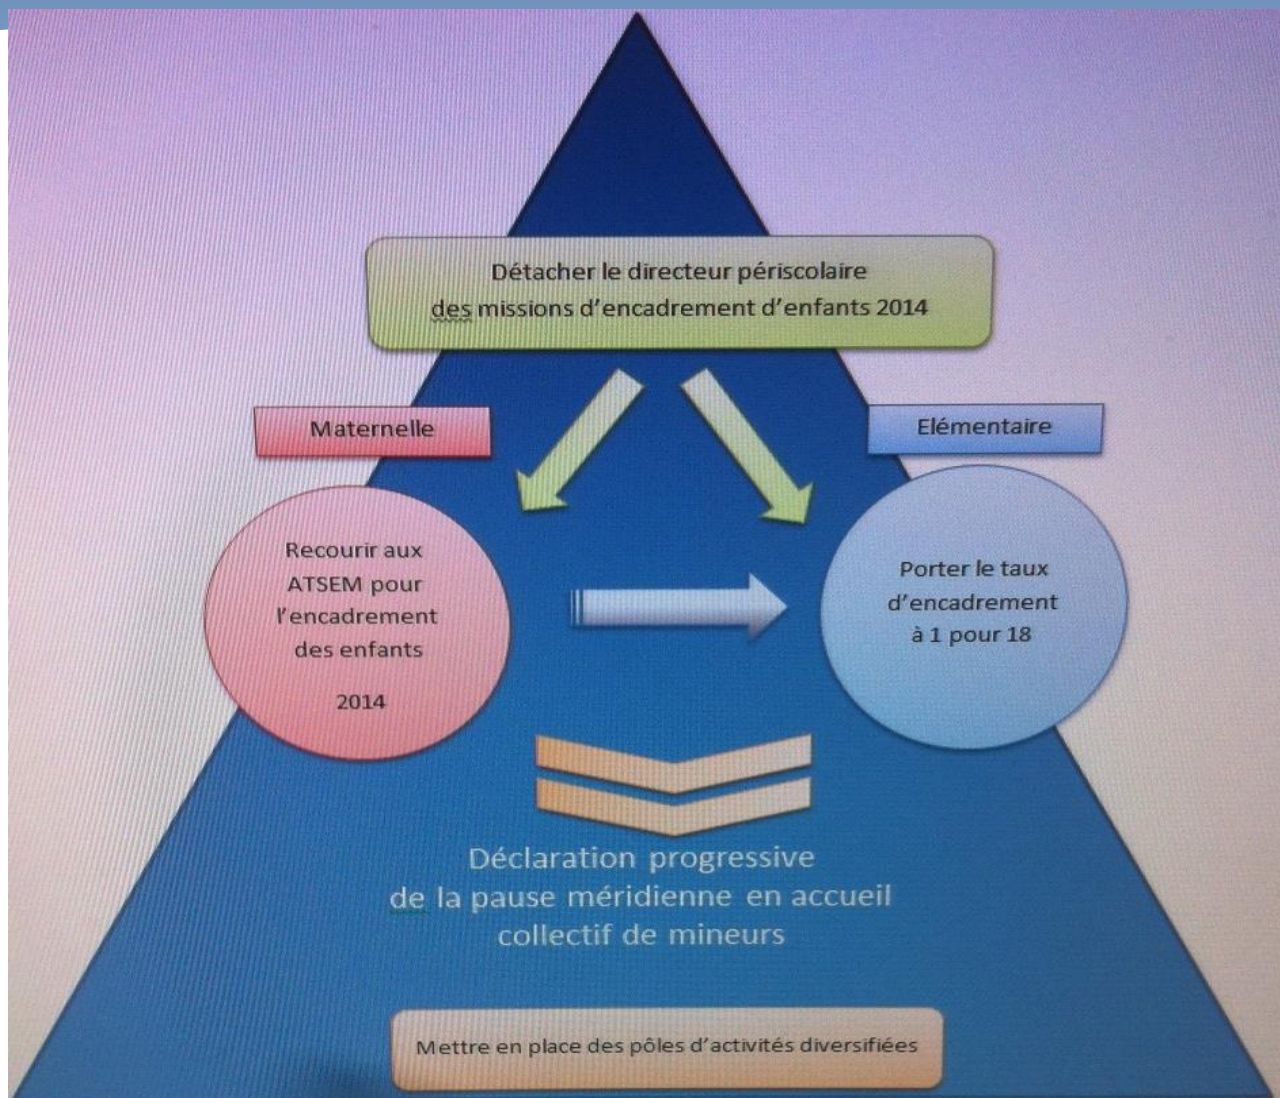 Détacher le directeur périscolaire
des missions d'encadrement d'enfants 2014
Maternelle
Elémentaire
Recourir aux
ATSEM pour
l'encadrement
des enfants
2014
Porter le taux
d'encadrement
à 1 pour 18
Déclaration progressive
de la pause méridienne en accueil
collectif de mineurs
Mettre en place des pôles d'activités diversifiées